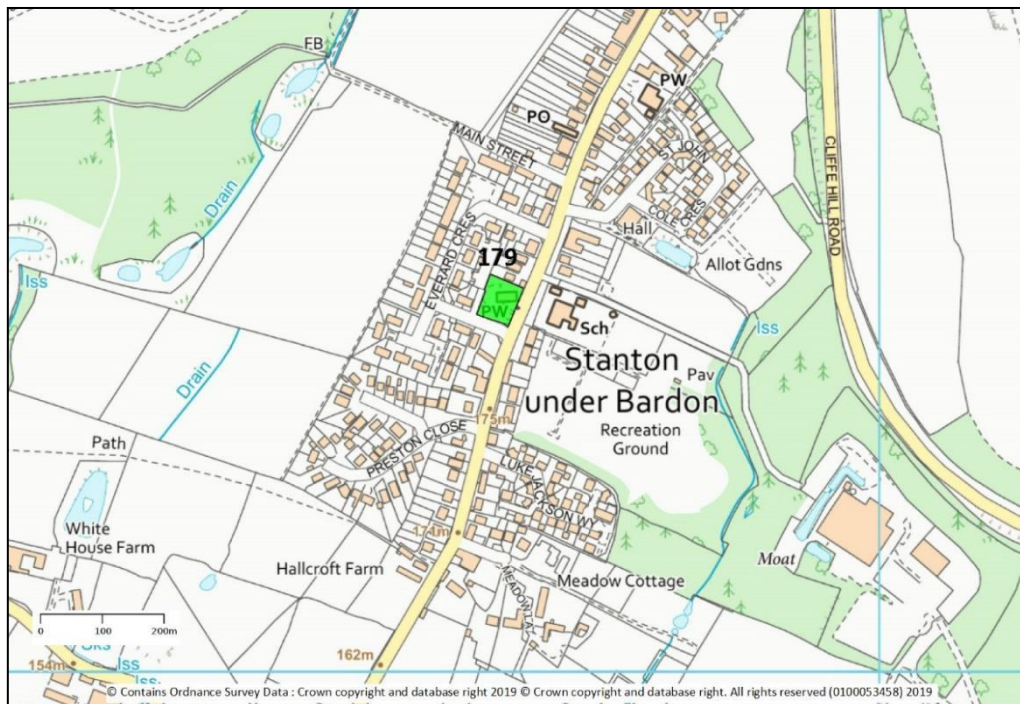 FB
PW
PO
MAIN STREET
ST JOHN
COLE CRES
Hall
CLIFFE HILL ROAD
Drain
EVERARD CRES
179
Allot Gdns
Iss
PW
Sch
Iss
Stanton
under Bardon
Pav
Drain
Recreation
Ground
175m
PRESTON CLOSE
Path
LUKE JACKSON WY
White
House Farm
174m
Hallcroft Farm
Moat
Meadow Cottage
MEADOW LA
0 100 200m
162m
Iss
154m
Iss
© Contains Ordnance Survey Data : Crown copyright and database right 2019 © Crown copyright and database right. All rights reserved (0100053458) 2019